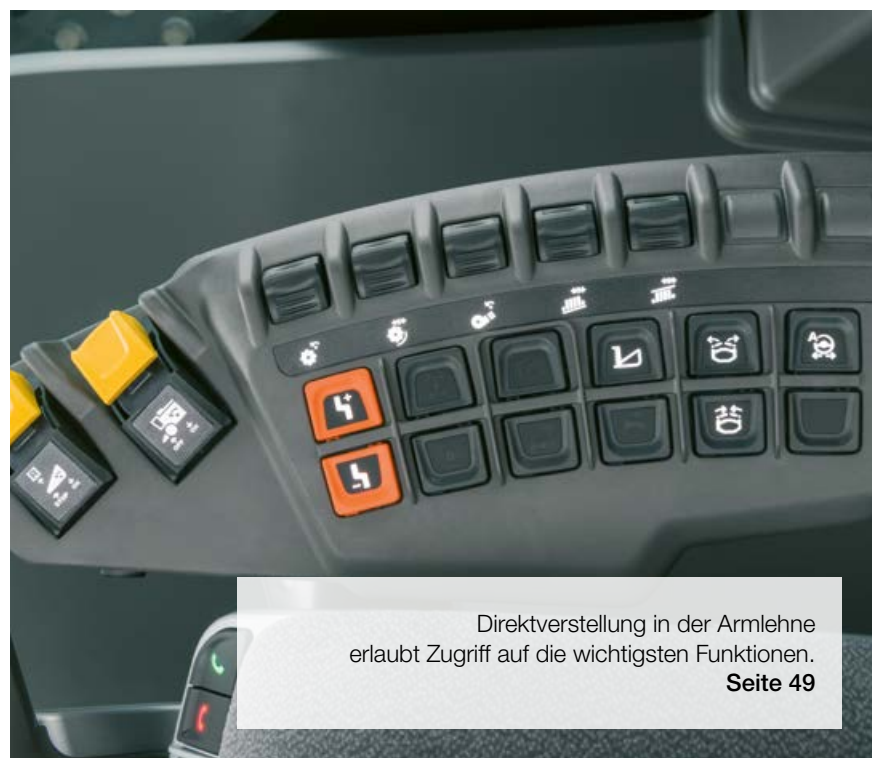 Direktverstellung in der Armlehne
erlaubt Zugriff auf die wichtigsten Funktionen.
Seite 49